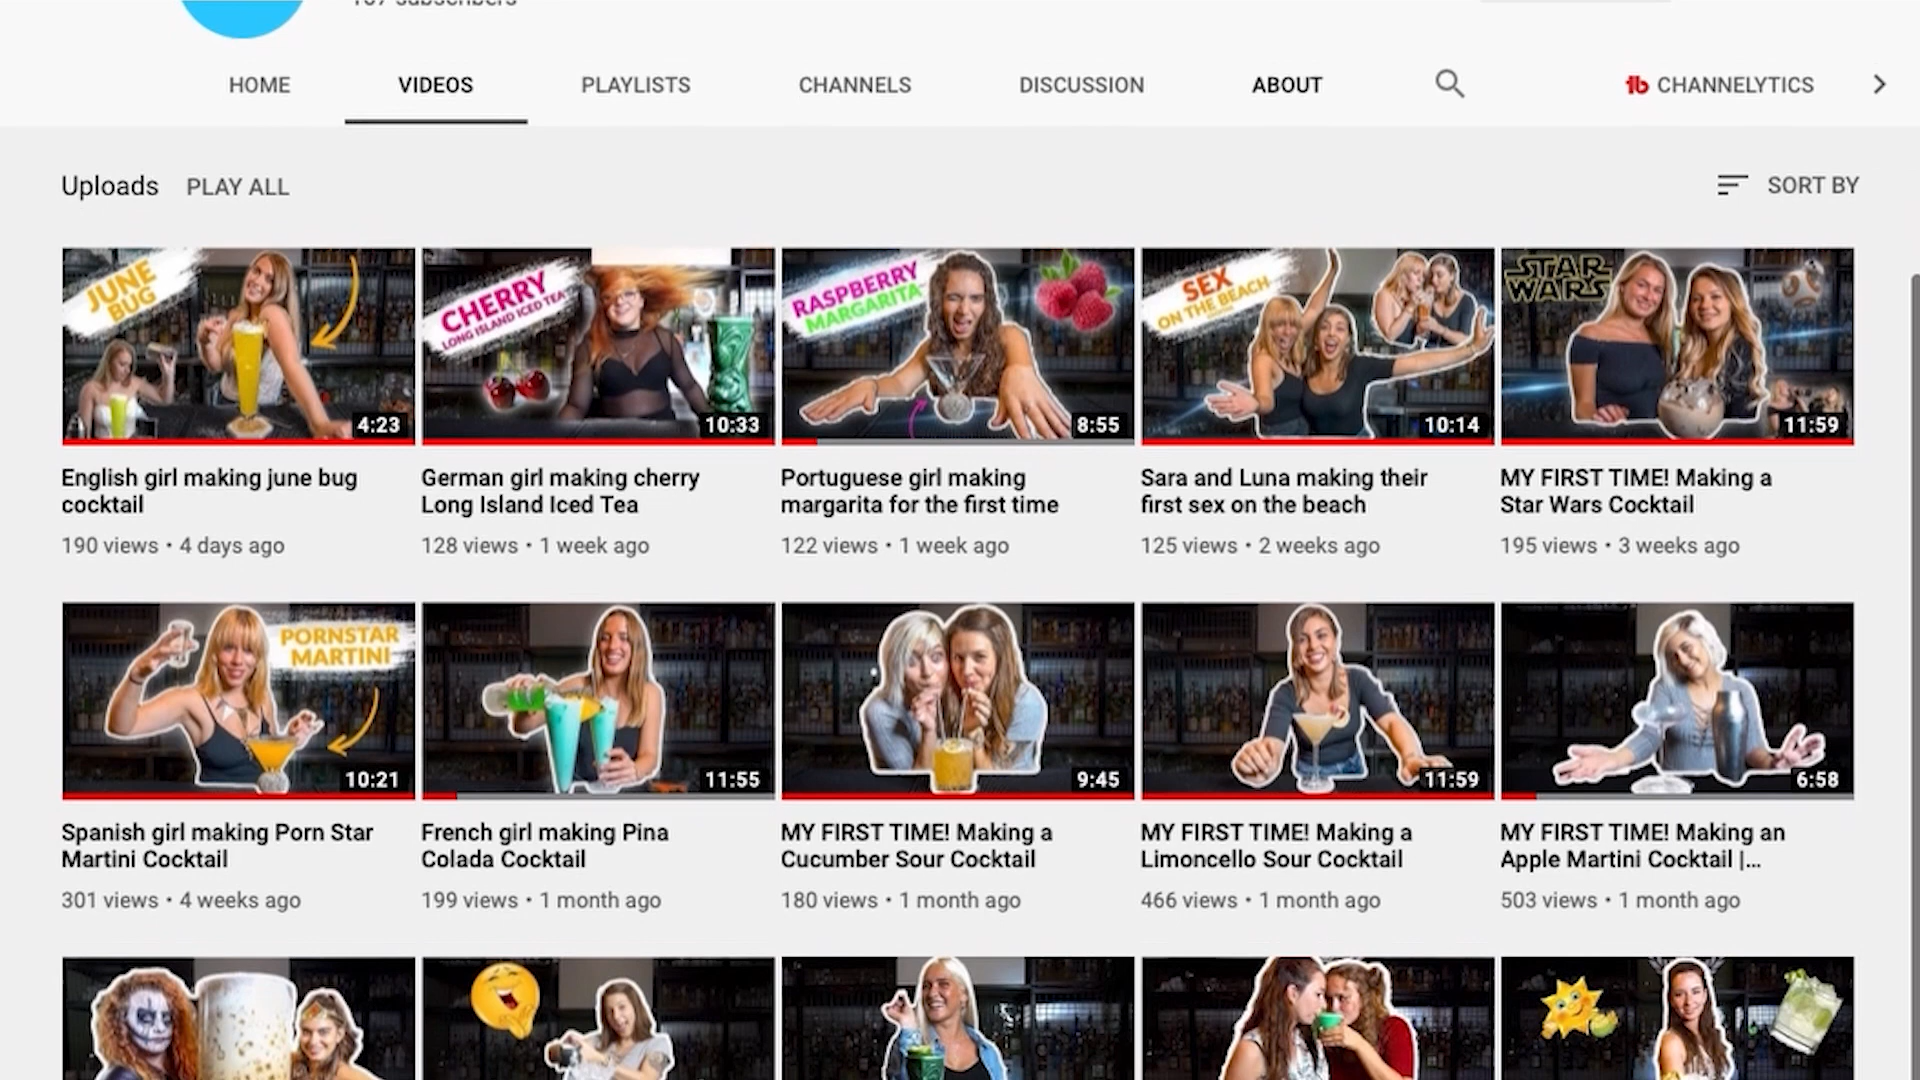 HOME
VIDEOS
PLAYLISTS
CHANNELS
DISCUSSION
ABOUT
tb CHANNELYTICS
Uploads
PLAY ALL
SORT BY
JUNE
BUG
4:23
CHERRY
LONG ISLAND ICED TEA
10:33
RASPBERRY
MARGARITA
8:55
SEX
ON THE BEACH
10:14
STAR
WARS
11:59
English girl making june bug
cocktail
190 views • 4 days ago
German girl making cherry
Long Island Iced Tea
128 views • 1 week ago
Portuguese girl making
margarita for the first time
122 views • 1 week ago
Sara and Luna making their
first sex on the beach
125 views • 2 weeks ago
MY FIRST TIME! Making a
Star Wars Cocktail
195 views • 3 weeks ago
PORNSTAR
MARTINI
10:21
11:55
9:45
11:59
6:58
Spanish girl making Porn Star
Martini Cocktail
301 views • 4 weeks ago
French girl making Pina
Colada Cocktail
199 views • 1 month ago
MY FIRST TIME! Making a
Cucumber Sour Cocktail
180 views • 1 month ago
MY FIRST TIME! Making a
Limoncello Sour Cocktail
466 views • 1 month ago
MY FIRST TIME! Making an
Apple Martini Cocktail |...
503 views • 1 month ago